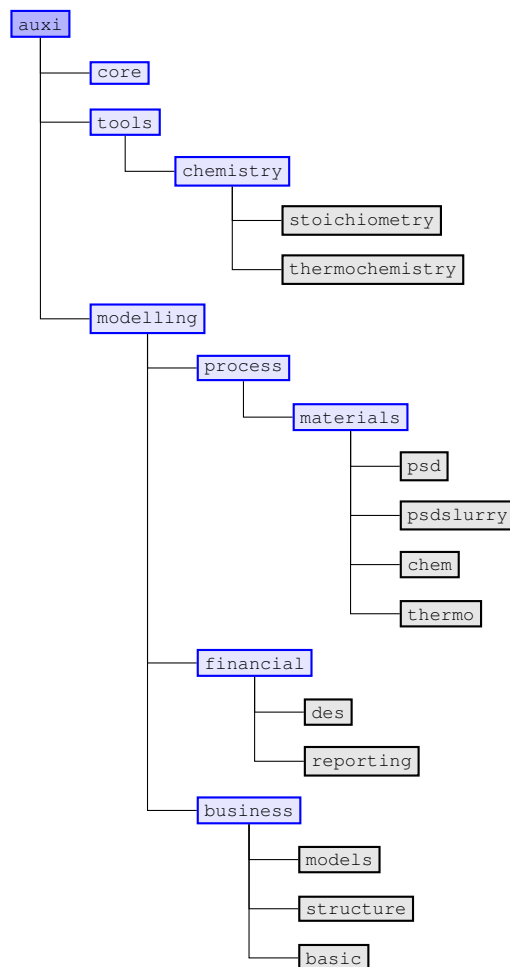 auxi
core
tools
chemistry
stoichiometry
thermochemistry
modelling
process
materials
psd
psdslurry
chem
thermo
financial
des
reporting
business
models
structure
basic